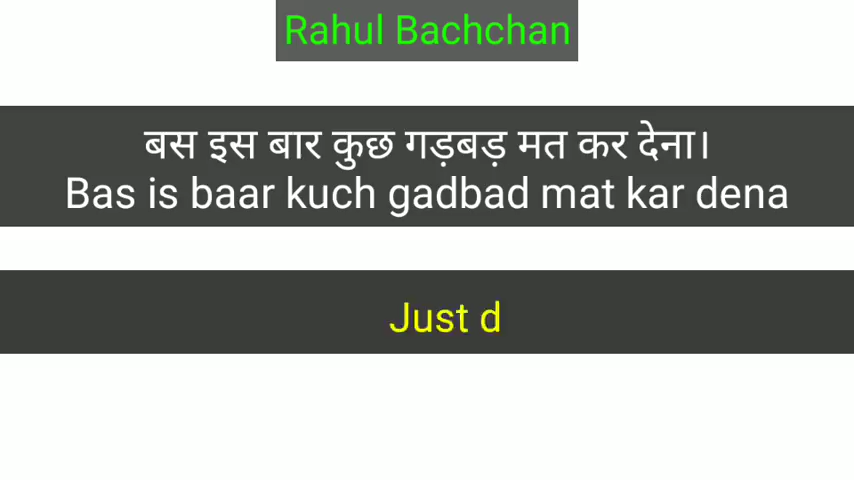 Rahul Bachchan
बस इस बार कुछ गड़बड़ मत कर देना।
Bas is baar kuch gadbad mat kar dena
Just d